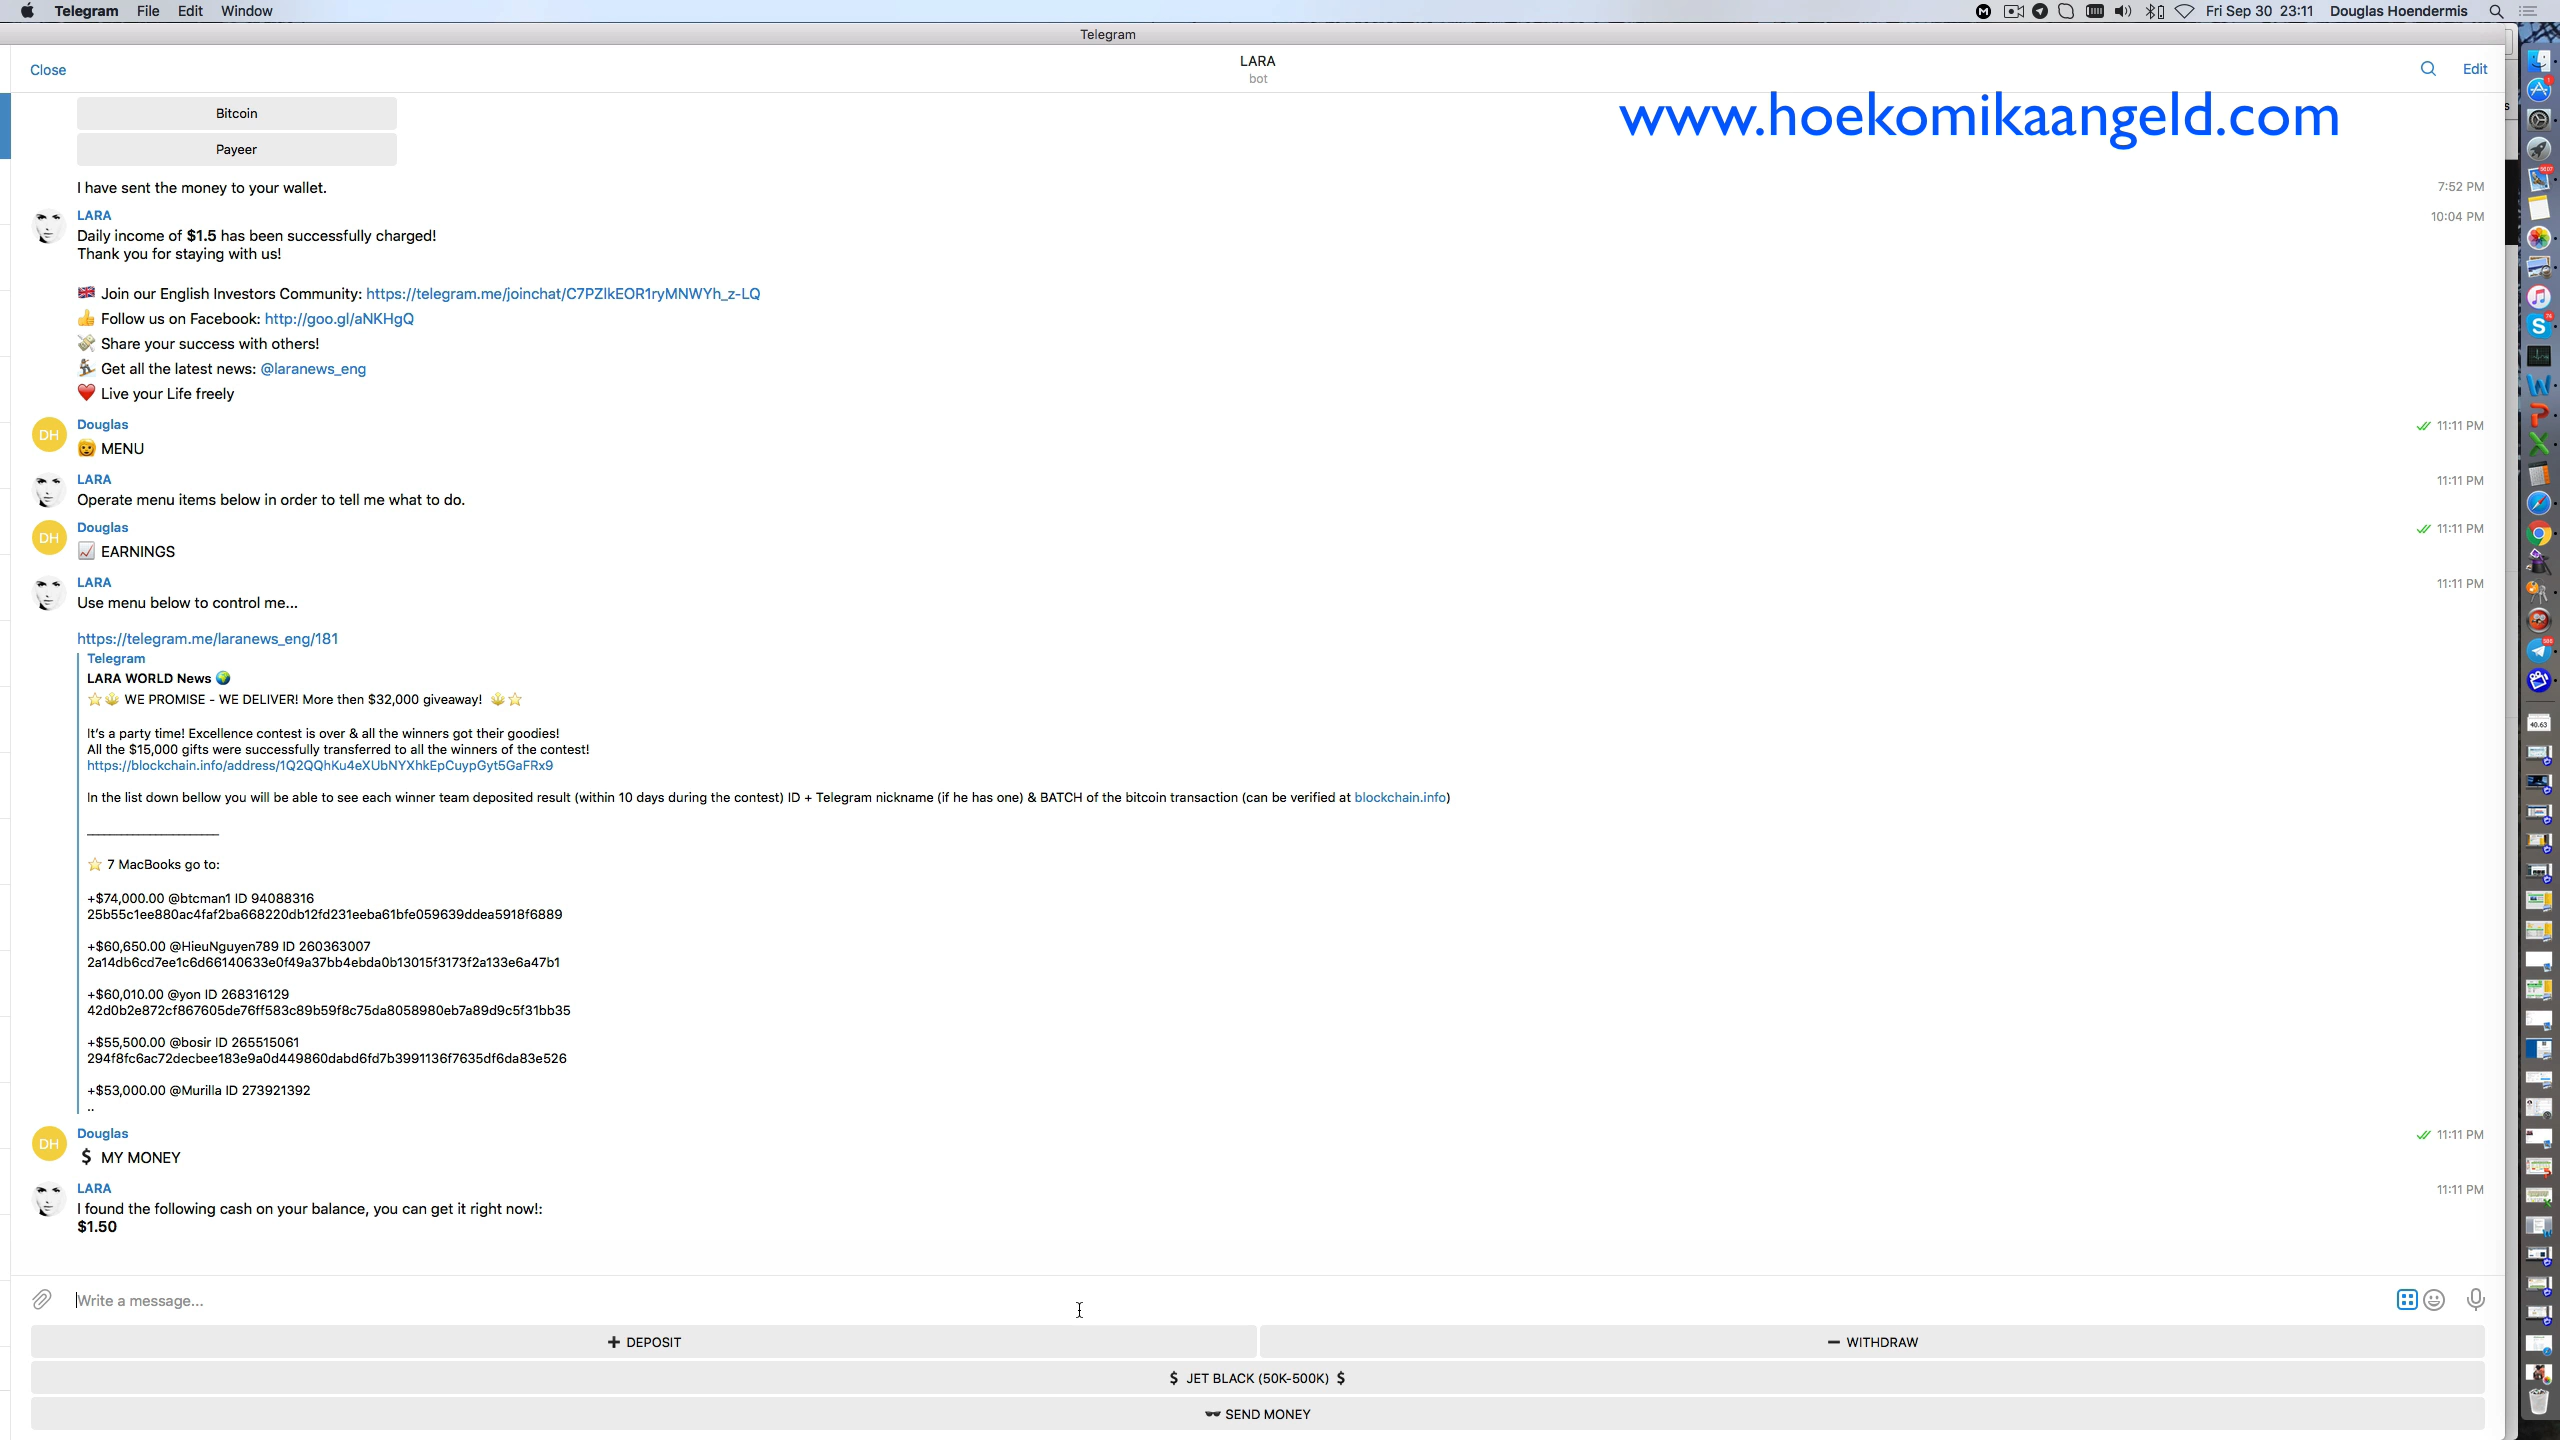 Telegram File Edit Window
Fri Sep 30 23:11 Douglas Hoendermis
Telegram
Close
LARA
bot
Edit
www.hoekomikaangeld.com
Bitcoin
Payeer
I have sent the money to your wallet.
7:52 PM
LARA
10:04 PM
Daily income of $1.5 has been successfully charged!
Thank you for staying with us!
Join our English Investors Community: https://telegram.me/joinchat/C7PZlkEOR1ryMNWYh_z-LQ
Follow us on Facebook: http://goo.gl/aNKHgQ
Share your success with others!
Get all the latest news: @laranews_eng
Live your Life freely
DH
Douglas
11:11 PM
MENU
LARA
11:11 PM
Operate menu items below in order to tell me what to do.
DH
Douglas
11:11 PM
EARNINGS
LARA
11:11 PM
Use menu below to control me...
https://telegram.me/laranews_eng/181
Telegram
LARA WORLD News
WE PROMISE - WE DELIVER! More then $32,000 giveaway!
It's a party time! Excellence contest is over & all the winners got their goodies!
All the $15,000 gifts were successfully transferred to all the winners of the contest!
https://blockchain.info/address/1Q2QQhKu4eXUbNYXhkEpCuypGyt5GaFRx9
In the list down bellow you will be able to see each winner team deposited result (within 10 days during the contest) ID + Telegram nickname (if he has one) & BATCH of the bitcoin transaction (can be verified at blockchain.info)
7 MacBooks go to:
+$74,000.00 @btcman1 ID 94088316
25b55c1ee880ac4faf2ba668220db12fd231eeba61bfe059639ddea5918f6889
+$60,650.00 @HieuNguyen789 ID 260363007
2a14db6cd7ee1c6d66140633e0f49a37bb4ebda0b13015f3173f2a133e6a47b1
+$60,010.00 @yon ID 268316129
42d0b2e872cf867605de76ff583c89b59f8c75da8058980eb7a89d9c5f31bb35
+$55,500.00 @bosir ID 265515061
294f8fc6ac72decbee183e9a0d449860dabd6fd7b3991136f7635df6da83e526
+$53,000.00 @Murilla ID 273921392
..
DH
Douglas
11:11 PM
$ MY MONEY
LARA
11:11 PM
I found the following cash on your balance, you can get it right now!:
$1.50
Write a message...
+ DEPOSIT
− WITHDRAW
$ JET BLACK (50K-500K) $
SEND MONEY